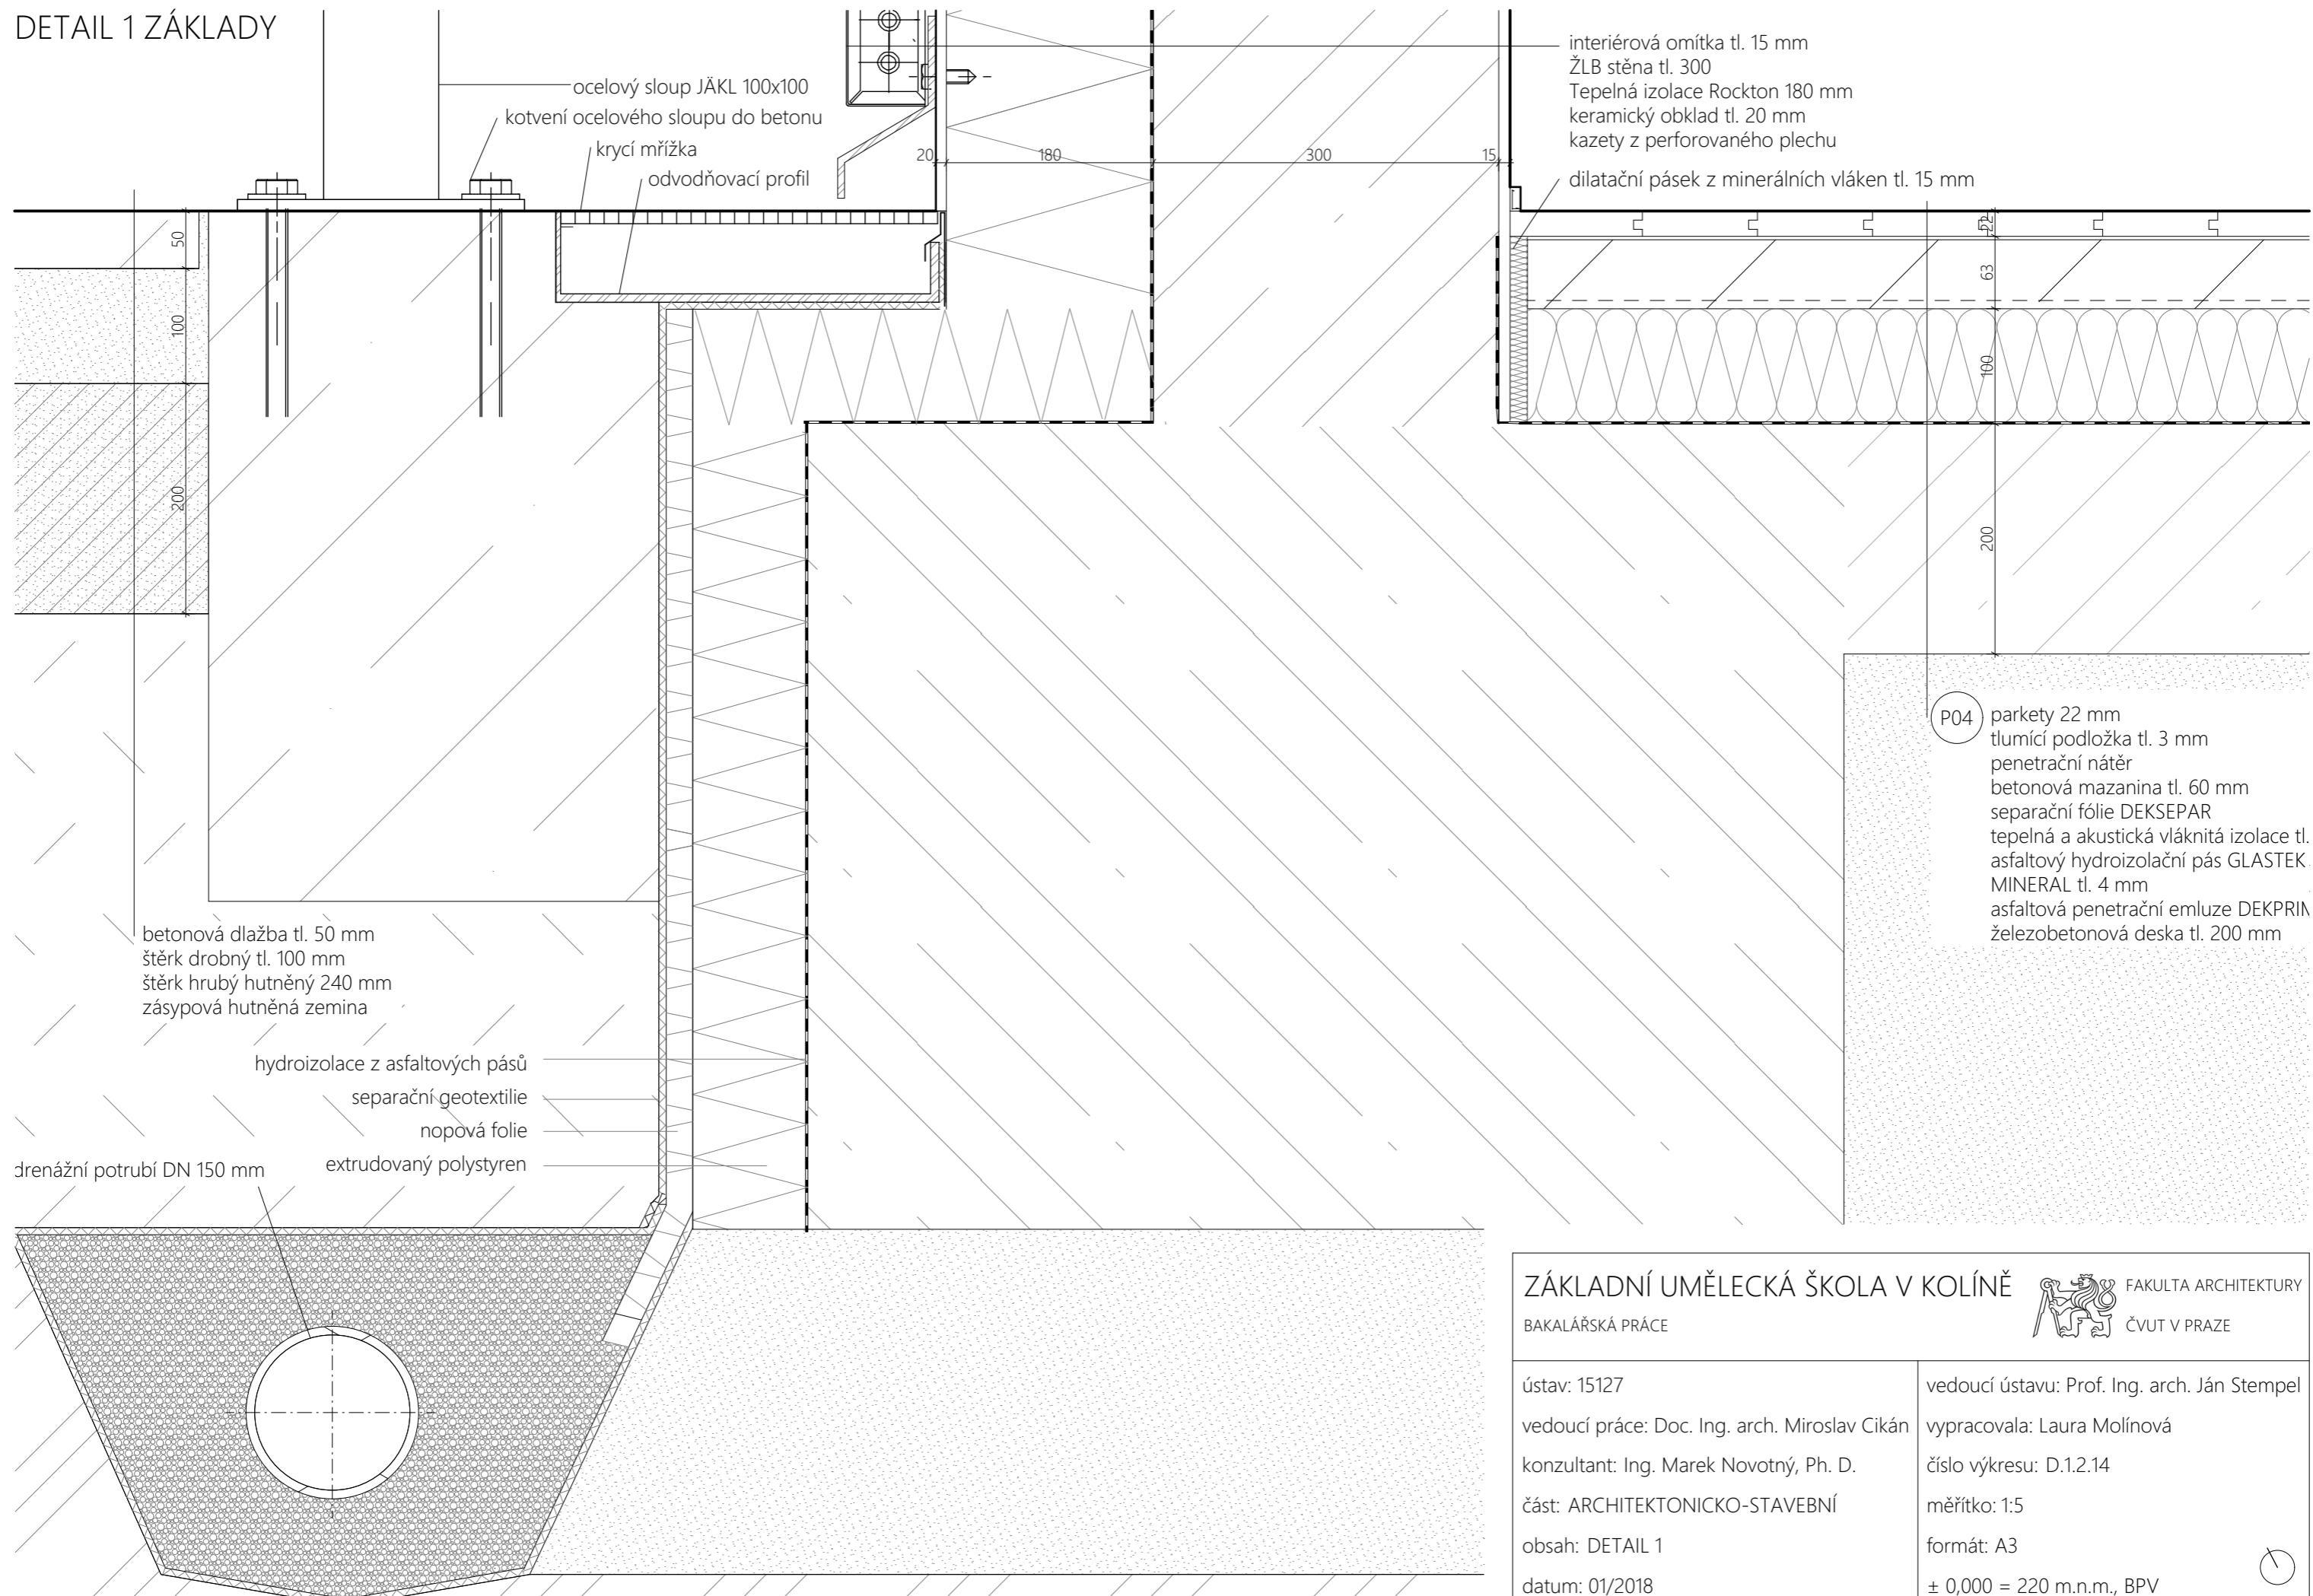 DETAIL 1 ZÁKLADY
ocelový sloup JÄKL 100x100
kotvení ocelového sloupu do betonu
krycí mřížka
odvodňovací profil
interiérová omítka tl. 15 mm
ŽLB stěna tl. 300
Tepelná izolace Rockton 180 mm
keramický obklad tl. 20 mm
kazety z perforovaného plechu
dilatační pásek z minerálních vláken tl. 15 mm
20
180
300
15
50
100
200
22
63
100
200
P04
parkety 22 mm
tlumící podložka tl. 3 mm
penetrační nátěr
betonová mazanina tl. 60 mm
separační fólie DEKSEPAR
tepelná a akustická vláknitá izolace tl.
asfaltový hydroizolační pás GLASTEK
MINERAL tl. 4 mm
asfaltová penetrační emluze
železobetonová deska tl. 200 mm
betonová dlažba tl. 50 mm
štěrk drobný tl. 100 mm
štěrk hrubý hutněný 240 mm
zásypová hutněná zemina
hydroizolace z asfaltových pásů
separační geotextilie
nopová folie
extrudovaný polystyren
drenážní potrubí DN 150 mm
ZÁKLADNÍ UMĚLECKÁ ŠKOLA V KOLÍNĚ
BAKALÁŘSKÁ PRÁCE
FAKULTA ARCHITEKTURY
ČVUT V PRAZE
ústav: 15127
vedoucí práce: Doc. Ing. arch. Miroslav Cikán
konzultant: Ing. Marek Novotný, Ph. D.
část: ARCHITEKTONICKO-STAVEBNÍ
obsah: DETAIL 1
datum: 01/2018
vedoucí ústavu: Prof. Ing. arch. Ján Stempel
vypracovala: Laura Molínová
číslo výkresu: D.1.2.14
měřítko: 1:5
formát: A3
± 0,000 = 220 m.n.m., BPV